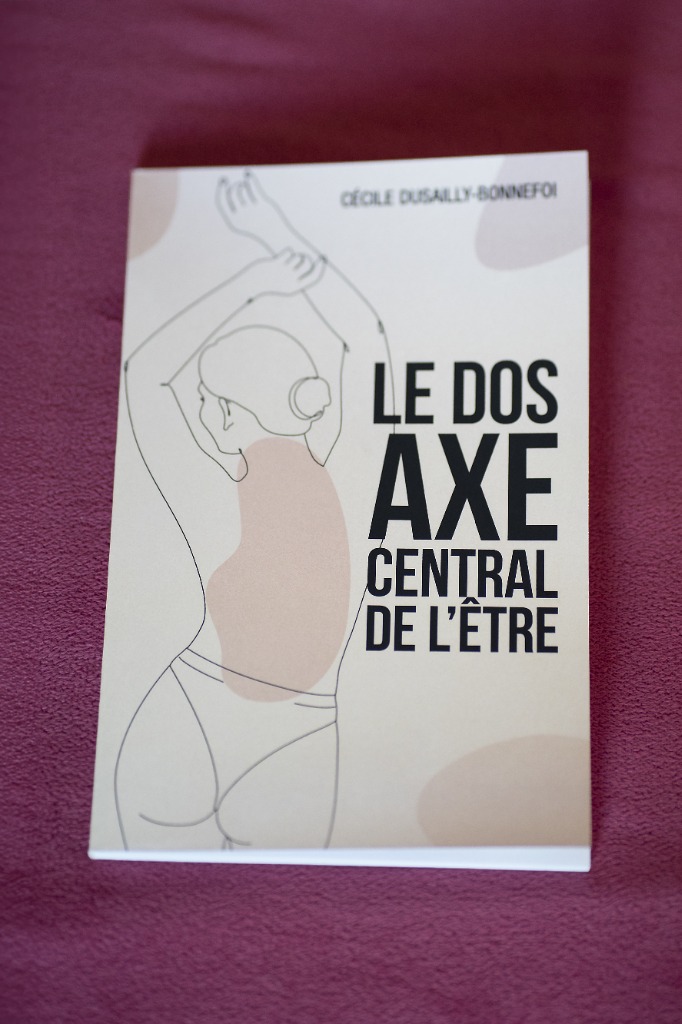 CÉCILE DUSAILLY-BONNEFOI
LE DOS
AXE
CENTRAL
DE L'ÊTRE